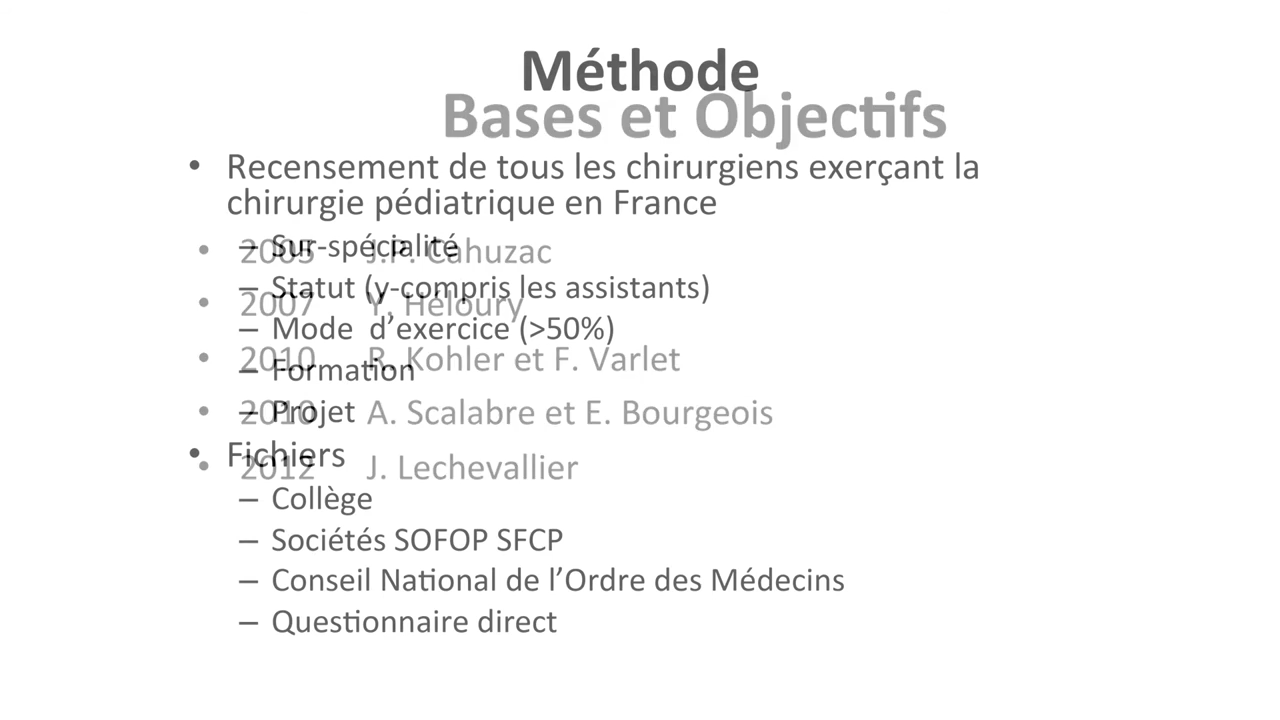 Méthode
Bases et Objectifs
• Recensement de tous les chirurgiens exerçant la
chirurgie pédiatrique en France
– Sur-spécialité
• 2005 J.P. Cahuzac
– Statut (y-compris les assistants)
• 2007 Y. Héloury
– Mode d’exercice (>50%)
• 2010 R. Kohler et F. Varlet
– Formation
– Projet
• 2010 A. Scalabre et E. Bourgeois
• Fichiers
• 2012 J. Lechevallier
– Collège
– Sociétés SOFOP SFCP
– Conseil National de l’Ordre des Médecins
– Questionnaire direct